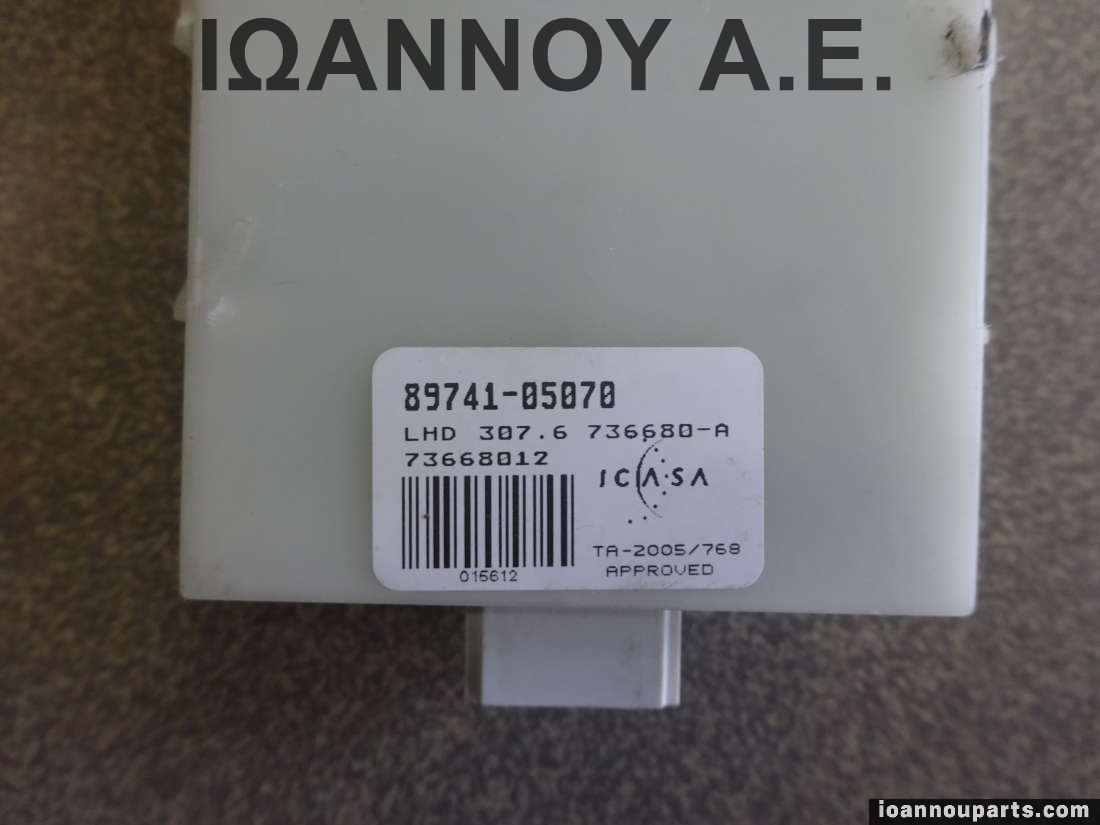 ΙΩΑΝΝΟΥ Α.Ε.
89741-05070
LHD 307.6 736680-A
73668012
ICASA
015612
TA-2005/768
APPROVED
ioannouparts.com